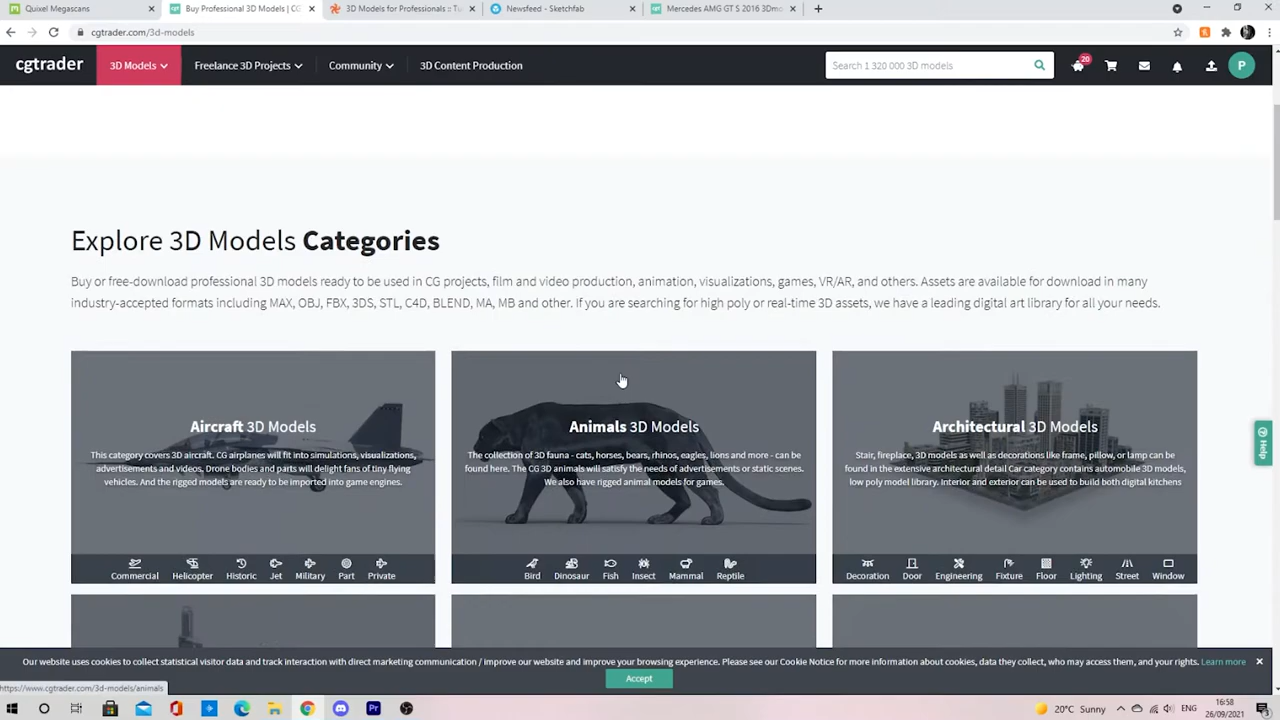 Quixel Megascans
Buy Professional 3D Models | CG
3D Models for Professionals :: Tu
Newsfeed - Sketchfab
Mercedes AMG GT S 2016 3Dmo
cgtrader.com/3d-models
cgtrader
3D Models
Freelance 3D Projects
Community
3D Content Production
Search 1 320 000 3D models
20
P
Explore 3D Models Categories
Buy or free-download professional 3D models ready to be used in CG projects, film and video production, animation, visualizations, games, VR/AR, and others. Assets are available for download in many
industry-accepted formats including MAX, OBJ, FBX, 3DS, STL, C4D, BLEND, MA, MB and other. If you are searching for high poly or real-time 3D assets, we have a leading digital art library for all your needs.
Aircraft 3D Models
This category covers 3D aircraft. CG airplanes will fit into simulations, visualizations,
advertisements and videos. Drone bodies and parts will delight fans of tiny flying
vehicles. And the rigged models are ready to be imported into game engines.
Commercial Helicopter Historic Jet Military Part Private
Animals 3D Models
The collection of 3D fauna - cats, horses, bears, rhinos, eagles, lions and more - can be
found here. The CG 3D animals will satisfy the needs of advertisements or static scenes.
We also have rigged animal models for games.
Bird Dinosaur Fish Insect Mammal Reptile
Architectural 3D Models
Stair, fireplace, 3D models as well as decorations like frame, pillow, or lamp can be
found in the extensive architectural detail Car category contains automobile 3D models,
low poly model library. Interior and exterior can be used to build both digital kitchens
Decoration Door Engineering Fixture Floor Lighting Street Window
Help
Our website uses cookies to collect statistical visitor data and track interaction with direct marketing communication / improve our website and improve your browsing experience. Please see our Cookie Notice for more information about cookies, data they collect, who may access them, and your rights. Learn more
Accept
https://www.cgtrader.com/3d-models/animals
20°C Sunny
ENG
16:58
26/09/2021